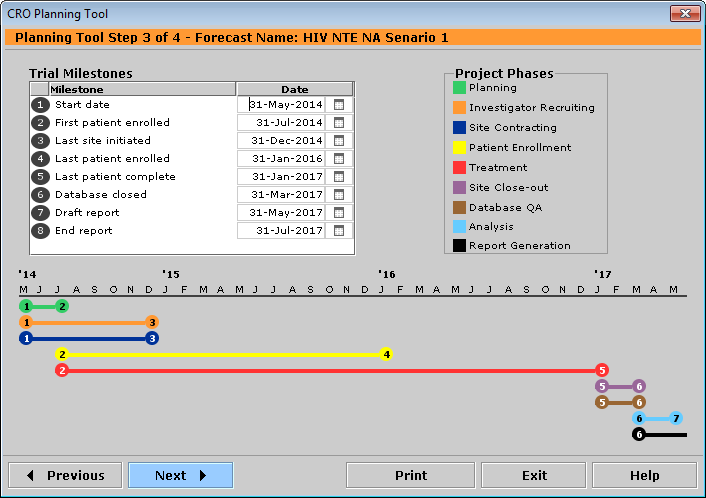 CRO Planning Tool
Planning Tool Step 3 of 4 - Forecast Name: HIV NTE NA Senario 1
Trial Milestones
Milestone Date
1 Start date 31-May-2014
2 First patient enrolled 31-Jul-2014
3 Last site initiated 31-Dec-2014
4 Last patient enrolled 31-Jan-2016
5 Last patient complete 31-Jan-2017
6 Database closed 31-Mar-2017
7 Draft report 31-May-2017
8 End report 31-Jul-2017
Project Phases
Planning
Investigator Recruiting
Site Contracting
Patient Enrollment
Treatment
Site Close-out
Database QA
Analysis
Report Generation
'14 '15 '16 '17
M J J A S O N D J F M A M J J A S O N D J F M A M J J A S O N D J F M A M
1 2
1 3
1 3
2 4
2 5
5 6
5 6
6 7
6
Previous Next Print Exit Help